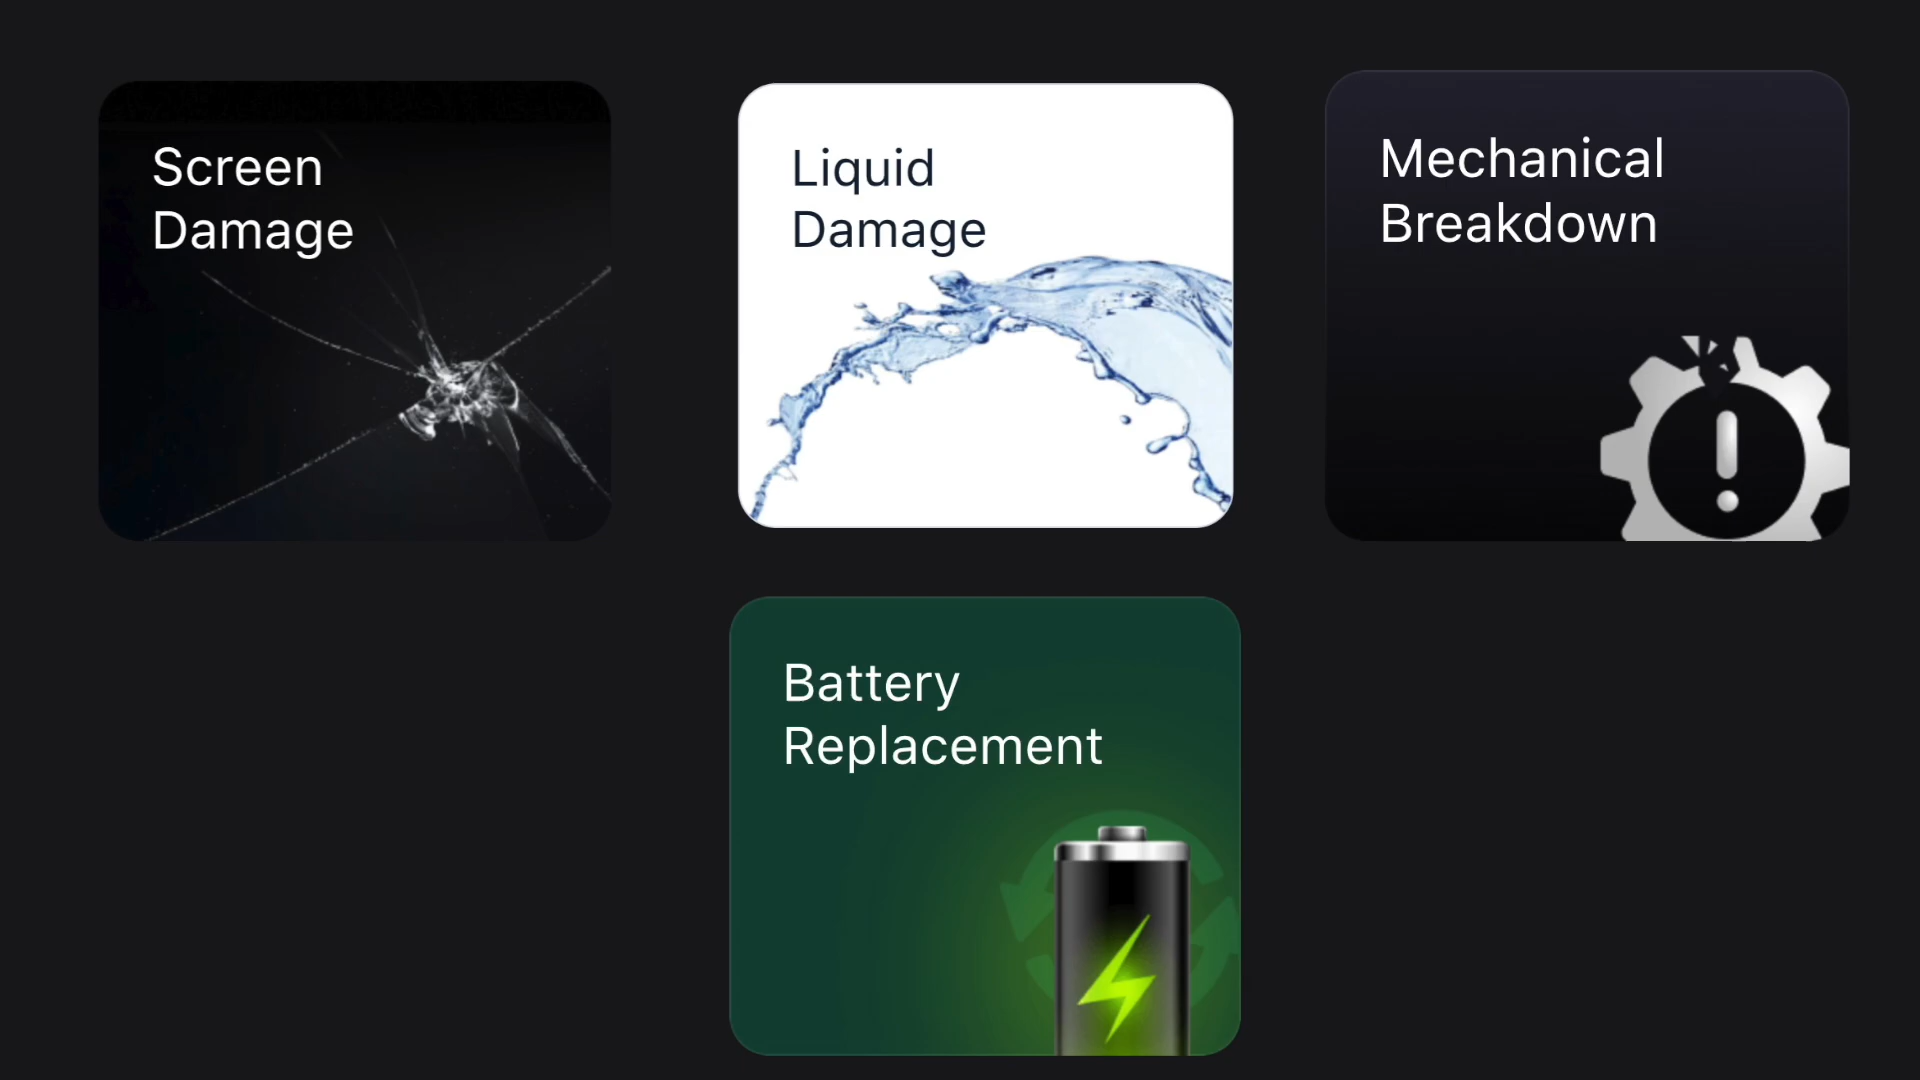 Screen
Damage
Liquid
Damage
Mechanical
Breakdown
Battery
Replacement